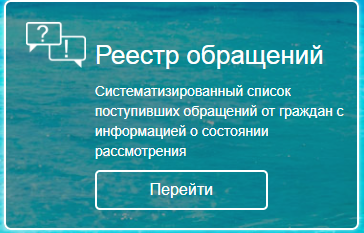 Реестр обращений
Систематизированный список
поступивших обращений от граждан с
информацией о состоянии
рассмотрения
Перейти